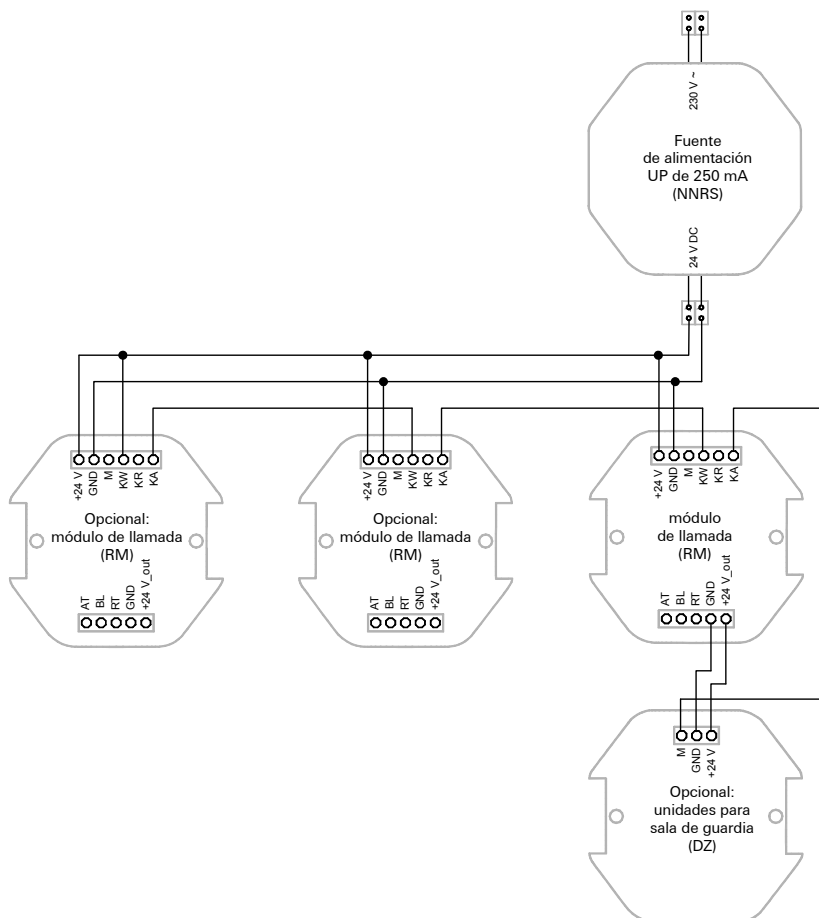 230 V ~
Fuente
de alimentación
UP de 250 mA
(NNRS)
24 V DC
+24 V
GND
M
KW
KR
KA
Opcional:
módulo de llamada
(RM)
AT
BL
RT
GND
+24 V_out
+24 V
GND
M
KW
KR
KA
Opcional:
módulo de llamada
(RM)
AT
BL
RT
GND
+24 V_out
+24 V
GND
M
KW
KR
KA
módulo
de llamada
(RM)
AT
BL
RT
GND
+24 V_out
M
GND
+24 V
Opcional:
unidades para
sala de guardia
(DZ)